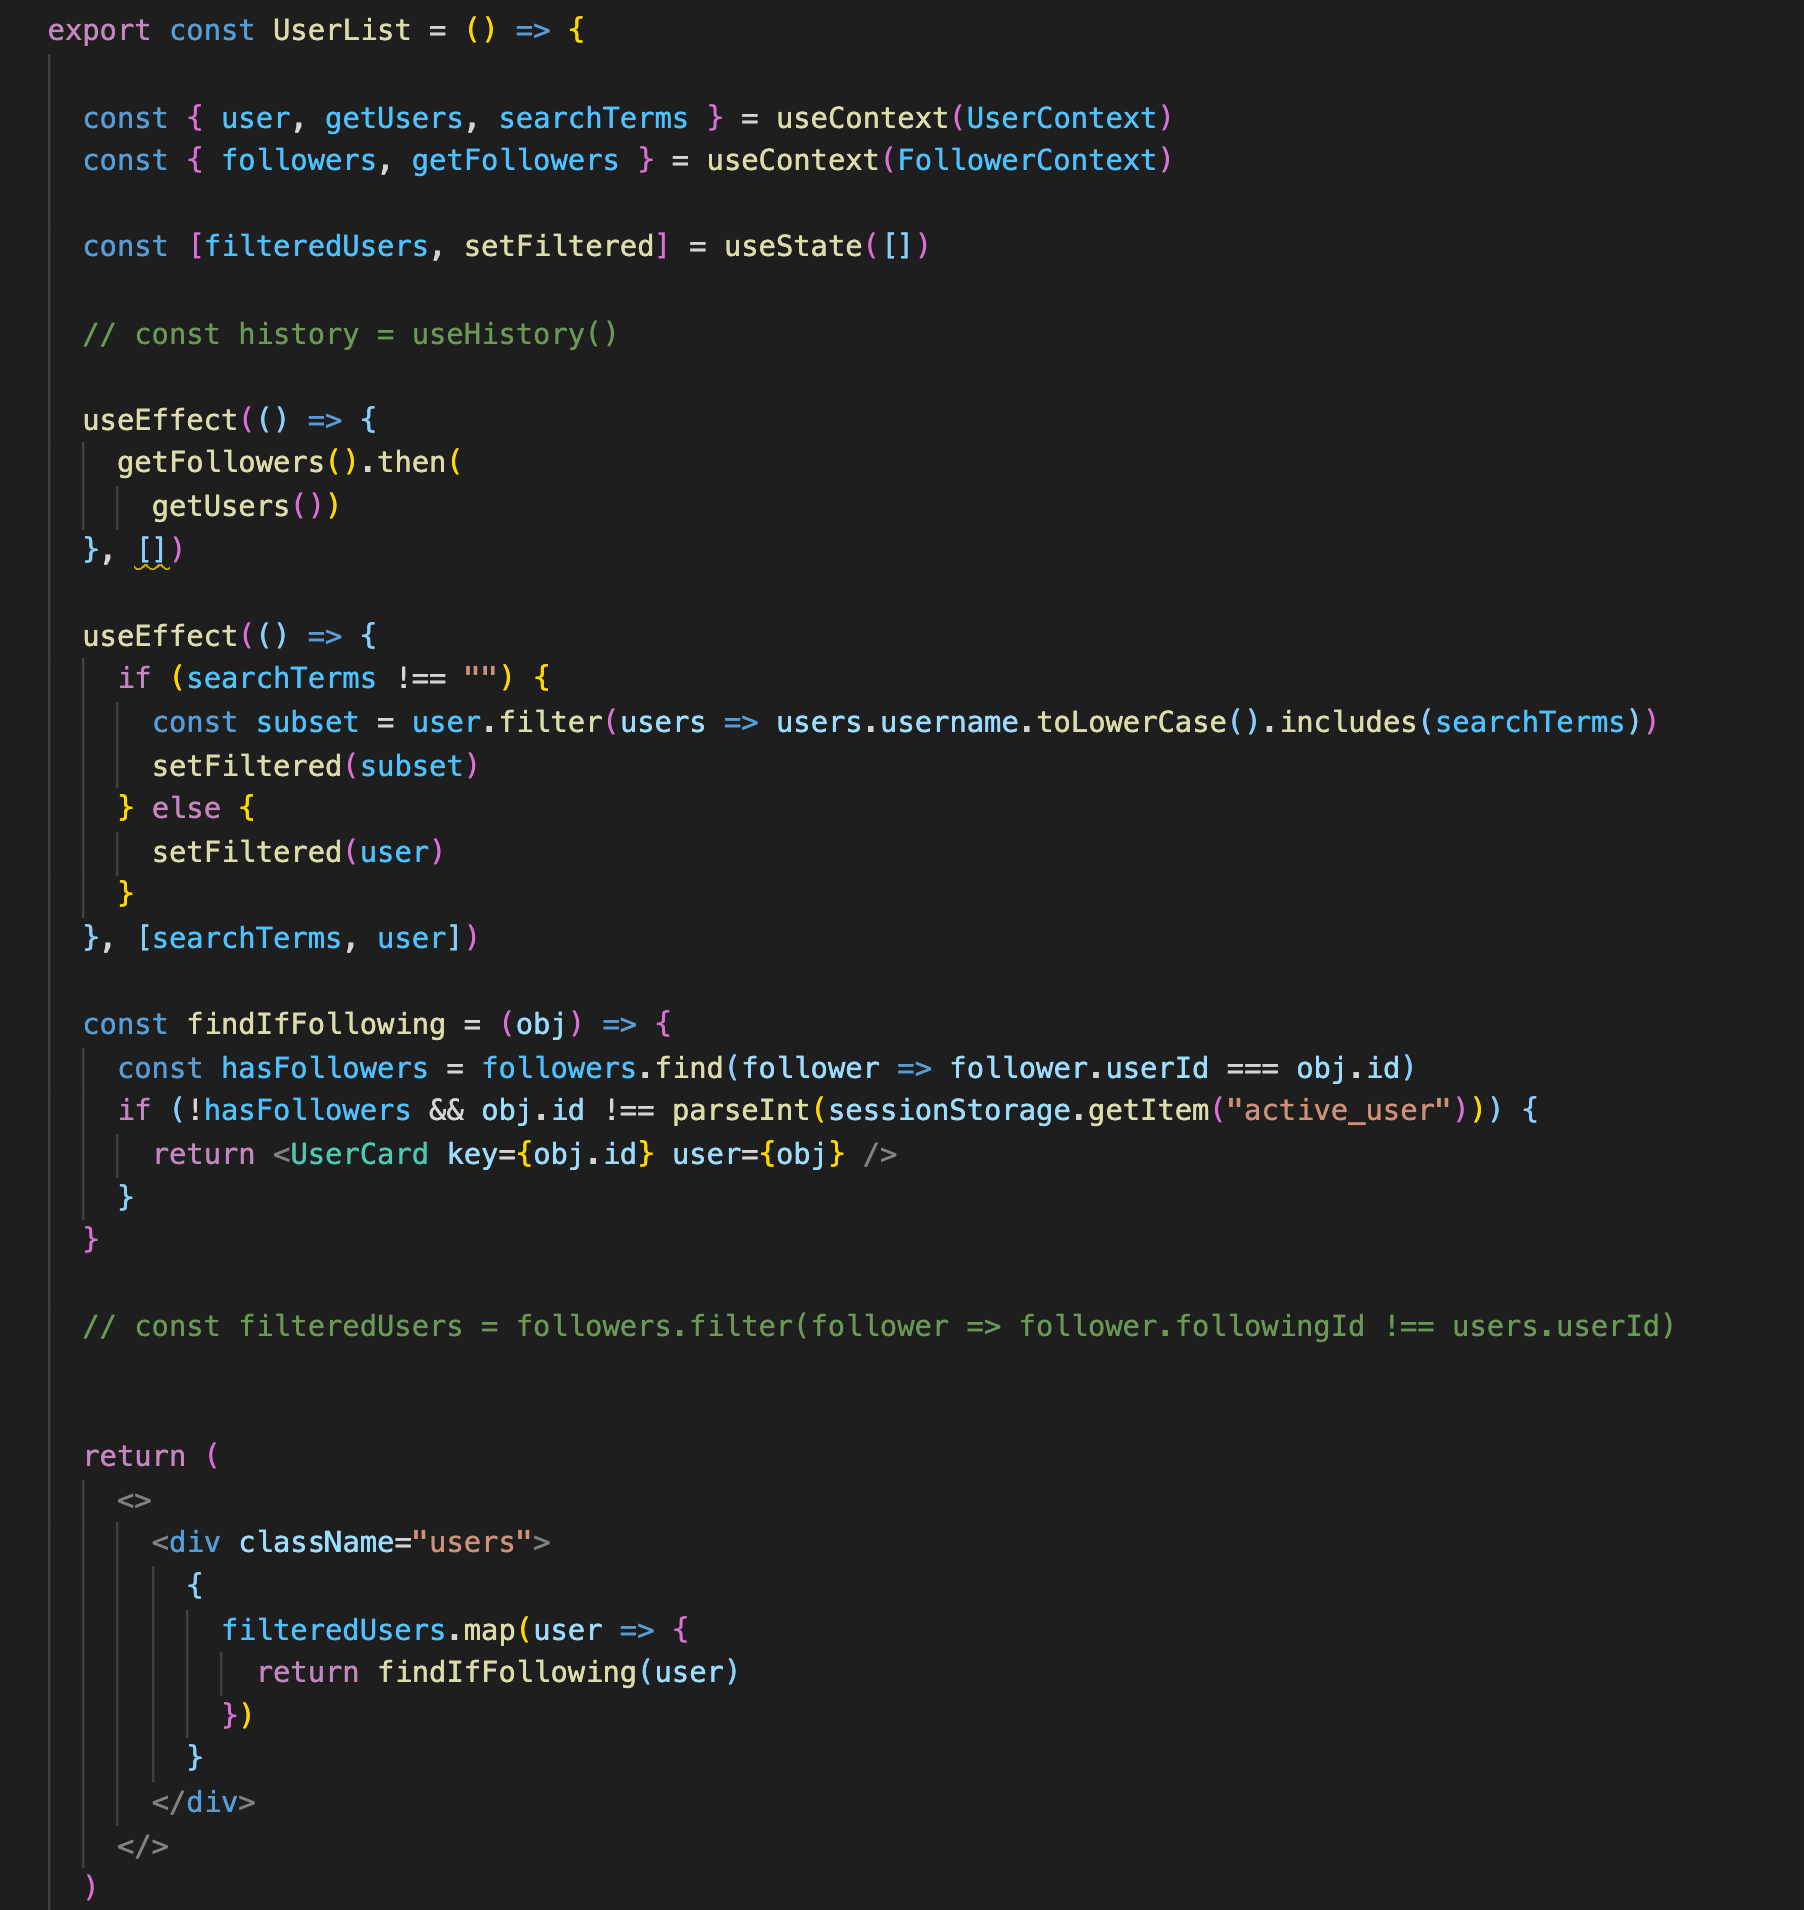 export const UserList = () => {
const { user, getUsers, searchTerms } = useContext(UserContext)
const { followers, getFollowers } = useContext(FollowerContext)
const [filteredUsers, setFiltered] = useState([])
// const history = useHistory()
useEffect(() => {
getFollowers().then(
getUsers())
}, [])
useEffect(() => {
if (searchTerms !== "") {
const subset = user.filter(users => users.username.toLowerCase().includes(searchTerms))
setFiltered(subset)
} else {
setFiltered(user)
}
}, [searchTerms, user])
const findIfFollowing = (obj) => {
const hasFollowers = followers.find(follower => follower.userId === obj.id)
if (!hasFollowers && obj.id !== parseInt(sessionStorage.getItem("active_user"))) {
return <UserCard key={obj.id} user={obj} />
}
}
// const filteredUsers = followers.filter(follower => follower.followingId !== users.userId)
return (
<>
<div className="users">
{
filteredUsers.map(user => {
return findIfFollowing(user)
})
}
</div>
</>
)